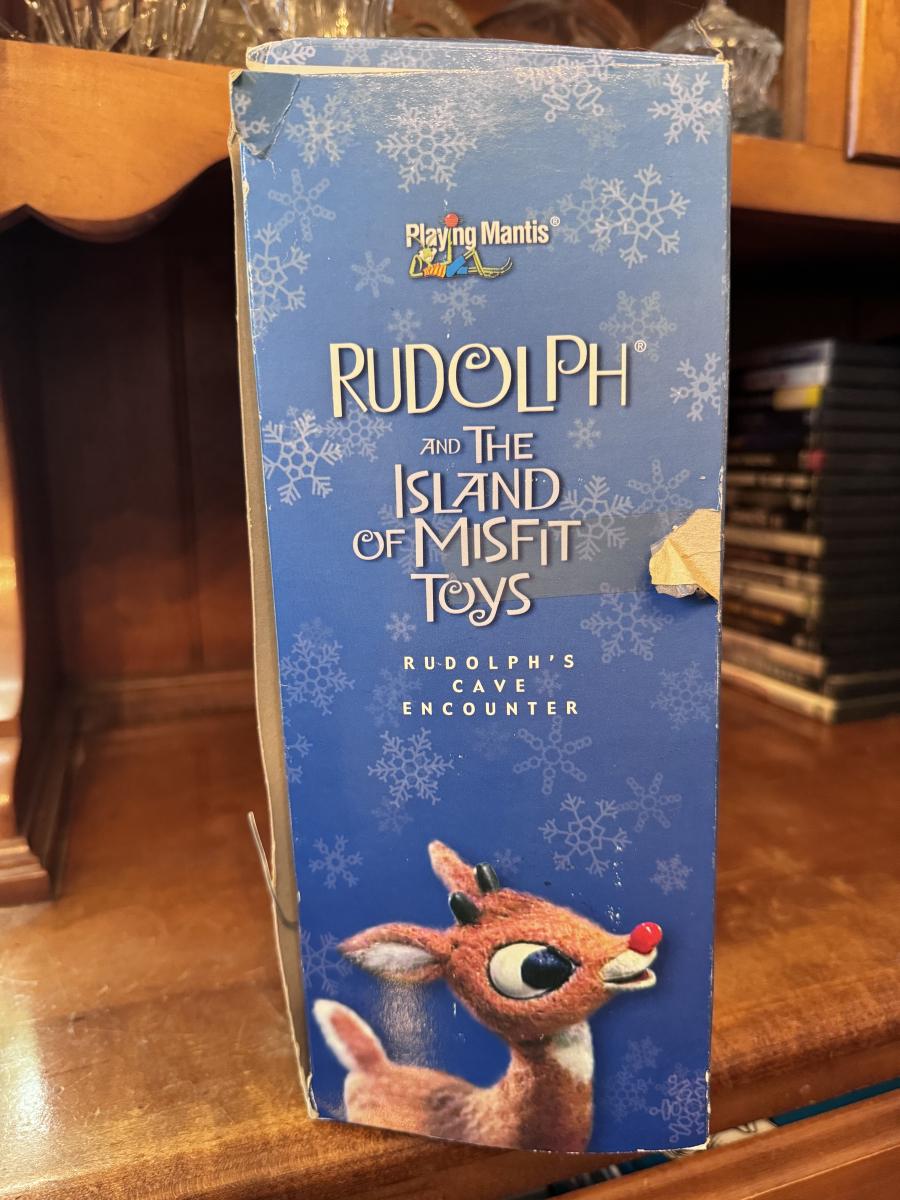 Playing Mantis®
RUDOLPH®
AND THE
ISLAND
OF MISFIT
TOYS
RUDOLPH'S
CAVE
ENCOUNTER